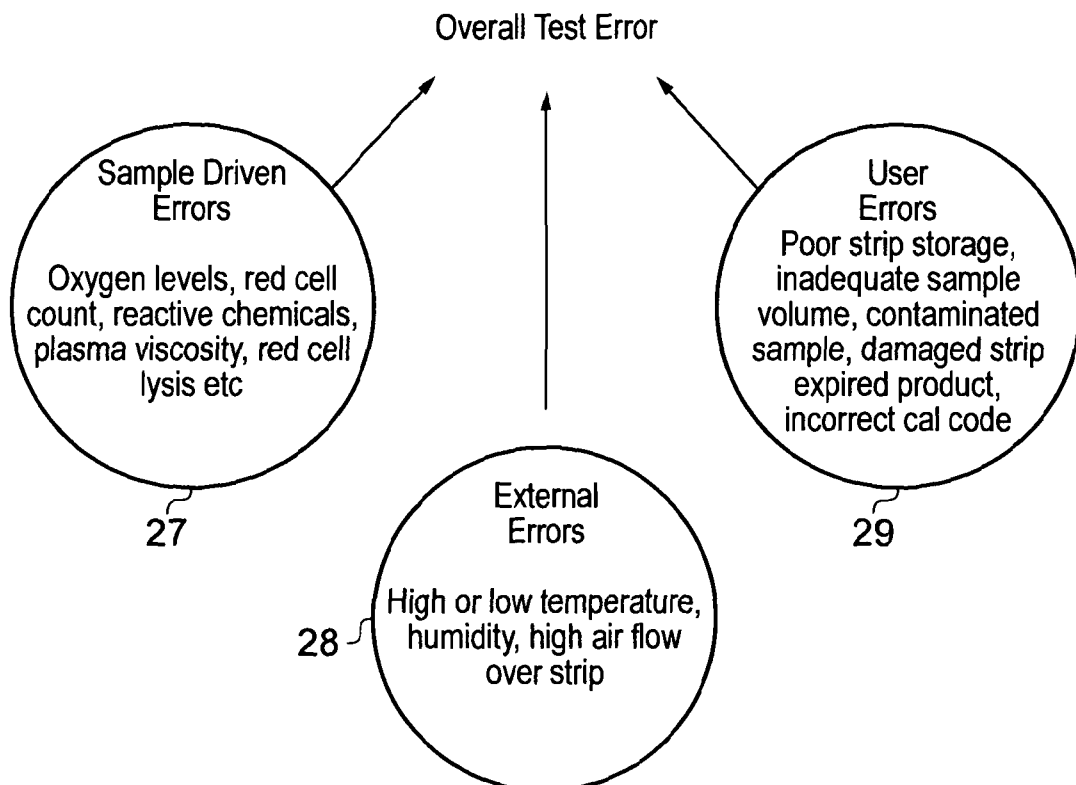 Overall Test Error
Sample Driven
Errors
Oxygen levels, red cell
count, reactive chemicals,
plasma viscosity, red cell
lysis etc
27
External
Errors
High or low temperature,
humidity, high air flow
over strip
28
User
Errors
Poor strip storage,
inadequate sample
volume, contaminated
sample, damaged strip
expired product,
incorrect cal code
29